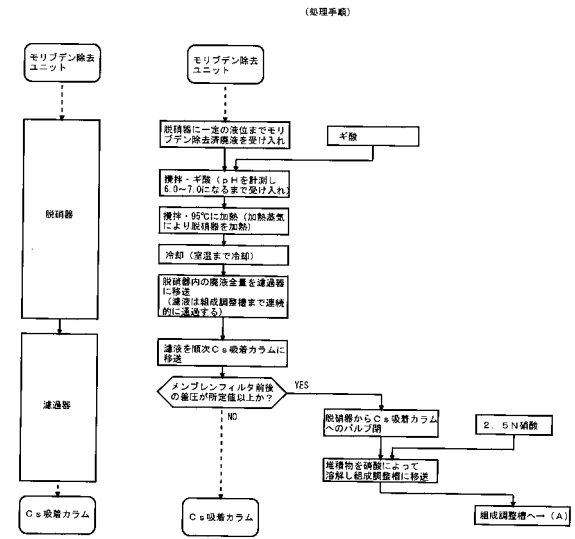 (処理手順)
モリブデン除去
ユニット
モリブデン除去
ユニット
脱硝器に一定の液位までモリ
ブデン除去済廃液を受け入れ
ギ酸
攪拌・ギ酸(pHを計測し
6.0~7.0になるまで受け入れ)
脱硝器
攪拌・95℃に加熱(加熱蒸気
により脱硝器を加熱)
冷却(室温まで冷却)
脱硝器内の廃液全量を濾過器
に移送
(濾液は組成調整槽まで連続
的に通過する)
濾液を順次Cs吸着カラムに
移送
濾過器
メンブレンフィルタ前後
の差圧が所定値以上か?
YES
NO
脱硝器からCs吸着カラム
へのバルブ閉
2.5N硝酸
堆積物を硝酸によって
溶解し組成調整槽に移送
Cs吸着カラム
Cs吸着カラム
組成調整槽へ→(A)